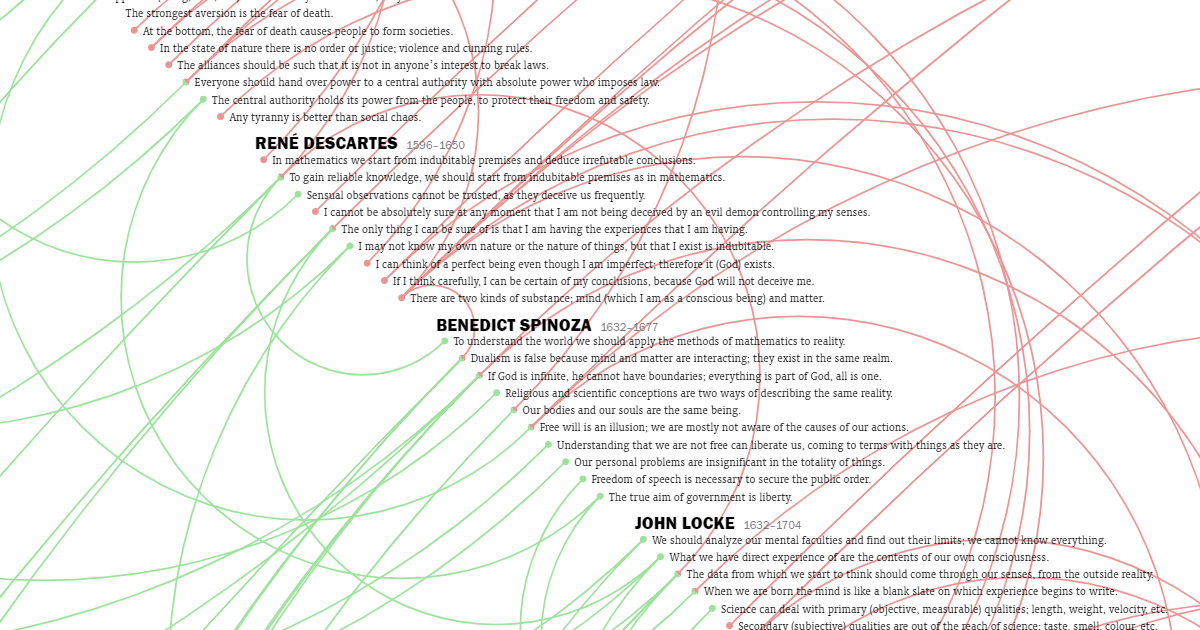 The strongest aversion is the fear of death.
At the bottom, the fear of death causes people to form societies.
In the state of nature there is no order or justice; violence and cunning rules.
The alliances should be such that it is not in anyone's interest to break laws.
Everyone should hand over power to a central authority with absolute power who imposes law.
The central authority holds its power from the people, to protect their freedom and safety.
Any tyranny is better than social chaos.
RENÉ DESCARTES 1596–1650
In mathematics we start from indubitable premises and deduce irrefutable conclusions.
To gain reliable knowledge, we should start from indubitable premises as in mathematics.
Sensual observations cannot be trusted, as they deceive us frequently.
I cannot be absolutely sure at any moment that I am not being deceived by an evil demon controlling my senses.
The only thing I can be sure of is that I am having the experiences that I am having.
I may not know my own nature or the nature of things, but that I exist is indubitable.
I can think of a perfect being even though I am imperfect; therefore it (God) exists.
If I think carefully, I can be certain of my conclusions, because God will not deceive me.
There are two kinds of substance; mind (which I am as a conscious being) and matter.
BENEDICT SPINOZA 1632–1677
To understand the world we should apply the methods of mathematics to reality.
Dualism is false because mind and matter are interacting; they exist in the same realm.
If God is infinite, he cannot have boundaries; everything is part of God, all is one.
Religious and scientific conceptions are two ways of describing the same reality.
Our bodies and our souls are the same being.
Free will is an illusion; we are mostly not aware of the causes of our actions.
Understanding that we are not free can liberate us, coming to terms with things as they are.
Our personal problems are insignificant in the totality of things.
Freedom of speech is necessary to secure the public order.
The true aim of government is liberty.
JOHN LOCKE 1632–1704
We should analyze our mental faculties and find out their limits; we cannot know everything.
What we have direct experience of are the contents of our own consciousness.
The data from which we start to think should come through our senses, from the outside reality.
When we are born the mind is like a blank slate on which experience begins to write.
Science can deal with primary (objective, measurable) qualities; length, weight, velocity, etc.
Secondary (subjective) qualities are out of the reach of science; taste, smell, colour, etc.